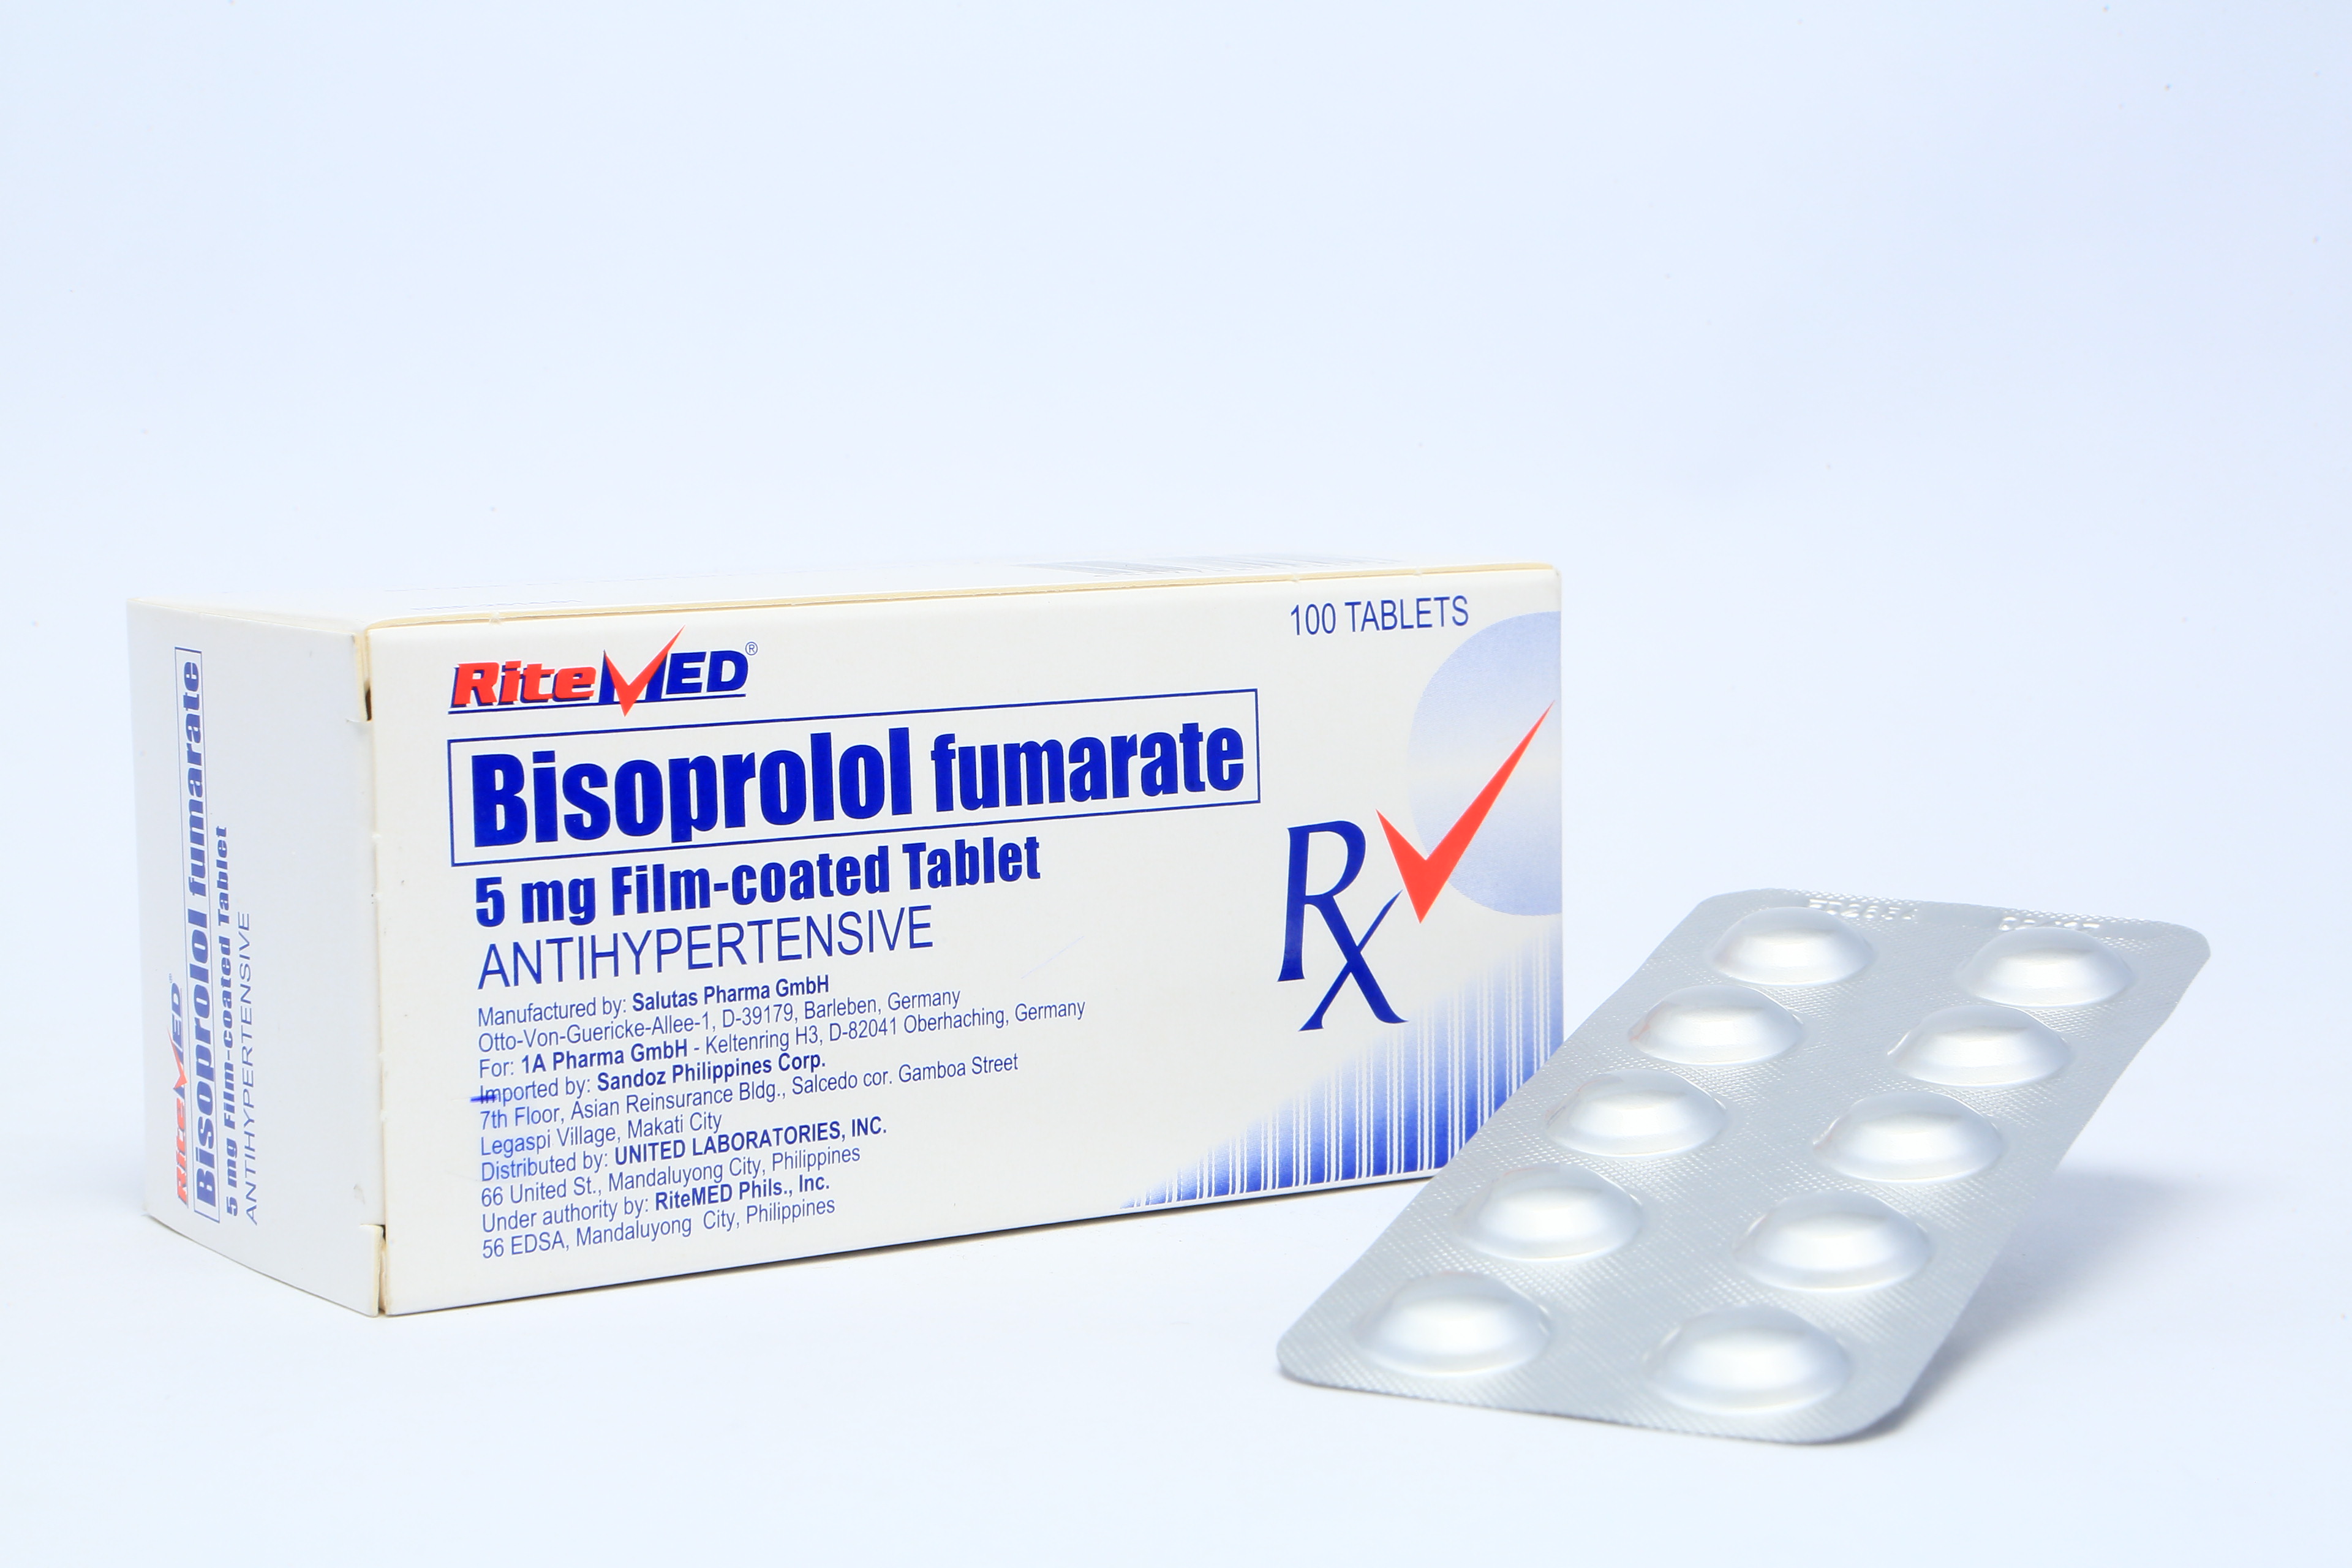 RiteMED®
100 TABLETS
Bisoprolol fumarate
5 mg Film-coated Tablet
ANTIHYPERTENSIVE
Rx
Manufactured by: Salutas Pharma GmbH
Otto-Von-Guericke-Allee-1, D-39179, Barleben, Germany
For: 1A Pharma GmbH - Keltenring H3, D-82041 Oberhaching, Germany
Imported by: Sandoz Philippines Corp.
7th Floor, Asian Reinsurance Bldg., Salcedo cor. Gamboa Street
Legaspi Village, Makati City
Distributed by: UNITED LABORATORIES, INC.
66 United St., Mandaluyong City, Philippines
Under authority by: RiteMED Phils., Inc.
56 EDSA, Mandaluyong City, Philippines
RiteMED®
Bisoprolol fumarate
5 mg Film-coated Tablet
ANTIHYPERTENSIVE